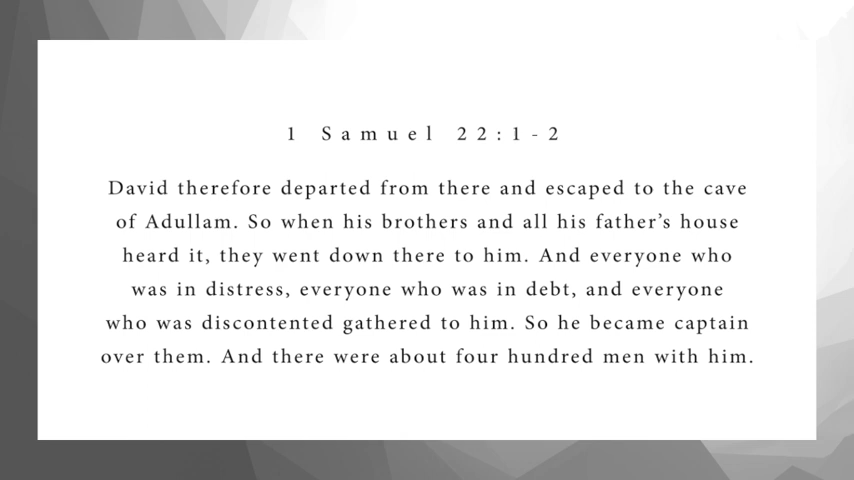 1 Samuel 22:1-2
David therefore departed from there and escaped to the cave
of Adullam. So when his brothers and all his father’s house
heard it, they went down there to him. And everyone who
was in distress, everyone who was in debt, and everyone
who was discontented gathered to him. So he became captain
over them. And there were about four hundred men with him.